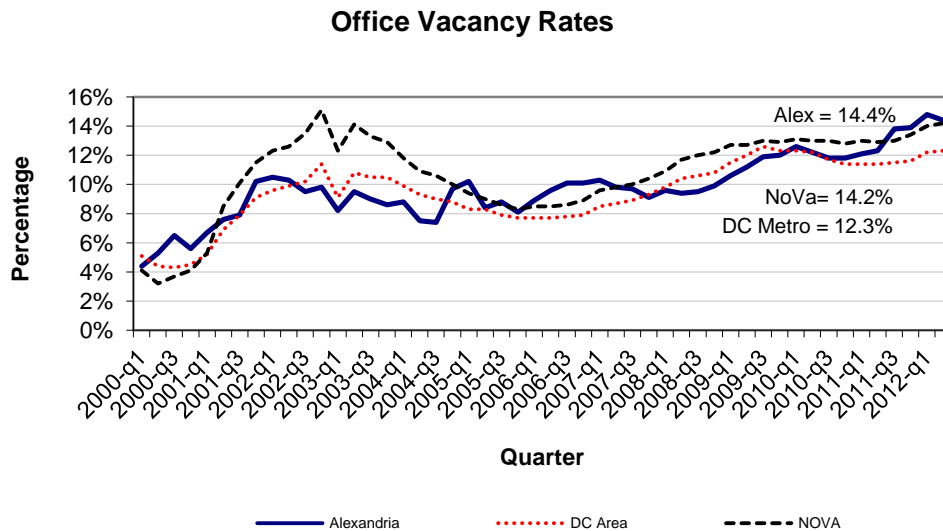 Office Vacancy Rates
Percentage
16%
14%
12%
10%
8%
6%
4%
2%
0%
Alex = 14.4%
NoVa= 14.2%
DC Metro = 12.3%
2000-q1
2000-q3
2001-q1
2001-q3
2002-q1
2002-q3
2003-q1
2003-q3
2004-q1
2004-q3
2005-q1
2005-q3
2006-q1
2006-q3
2007-q1
2007-q3
2008-q1
2008-q3
2009-q1
2009-q3
2010-q1
2010-q3
2011-q1
2011-q3
2012-q1
Quarter
Alexandria DC Area NOVA